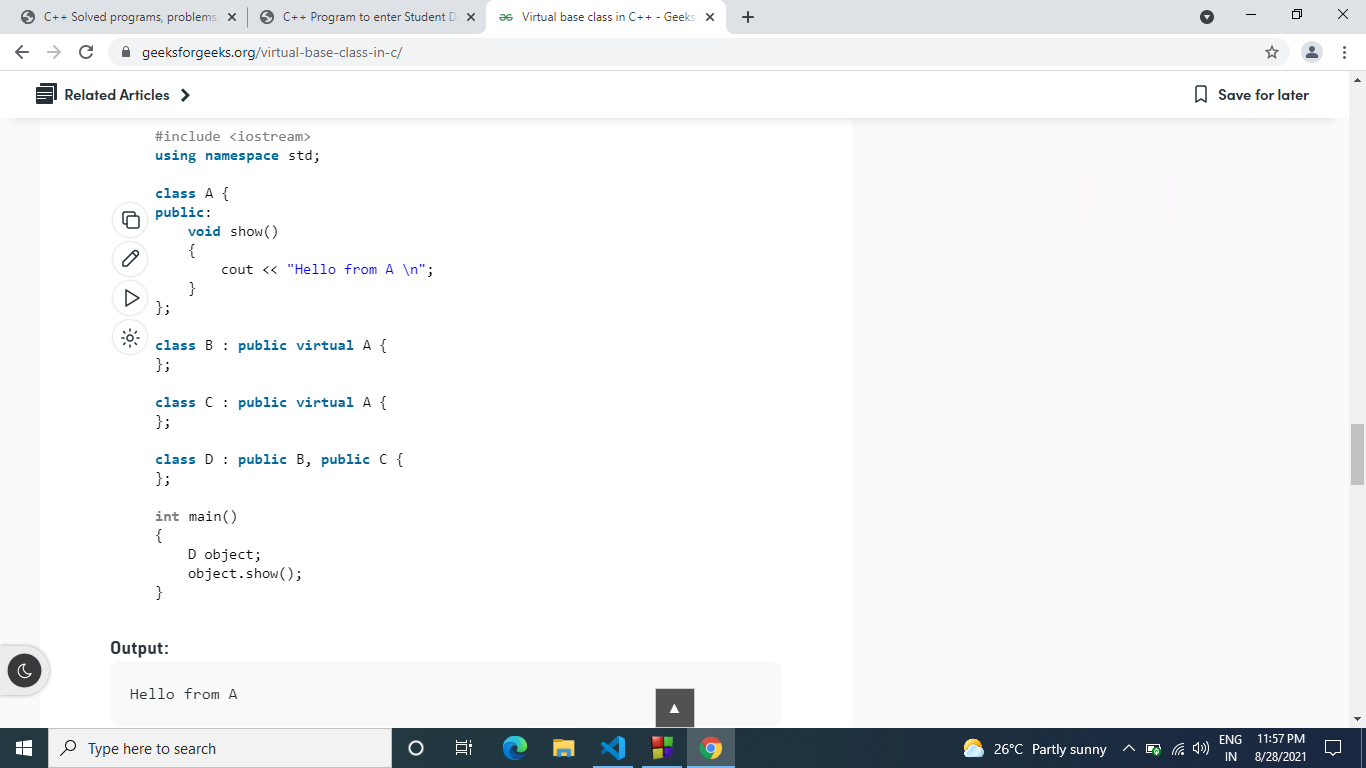 C++ Solved programs, problems
C++ Program to enter Student D
Virtual base class in C++ - Geeks
geeksforgeeks.org/virtual-base-class-in-c/
Related Articles
Save for later
#include <iostream>
using namespace std;
class A {
public:
void show()
{
cout << "Hello from A \n";
}
};
class B : public virtual A {
};
class C : public virtual A {
};
class D : public B, public C {
};
int main()
{
D object;
object.show();
}
Output:
Hello from A
Type here to search
26°C Partly sunny
ENG
IN
11:57 PM
8/28/2021